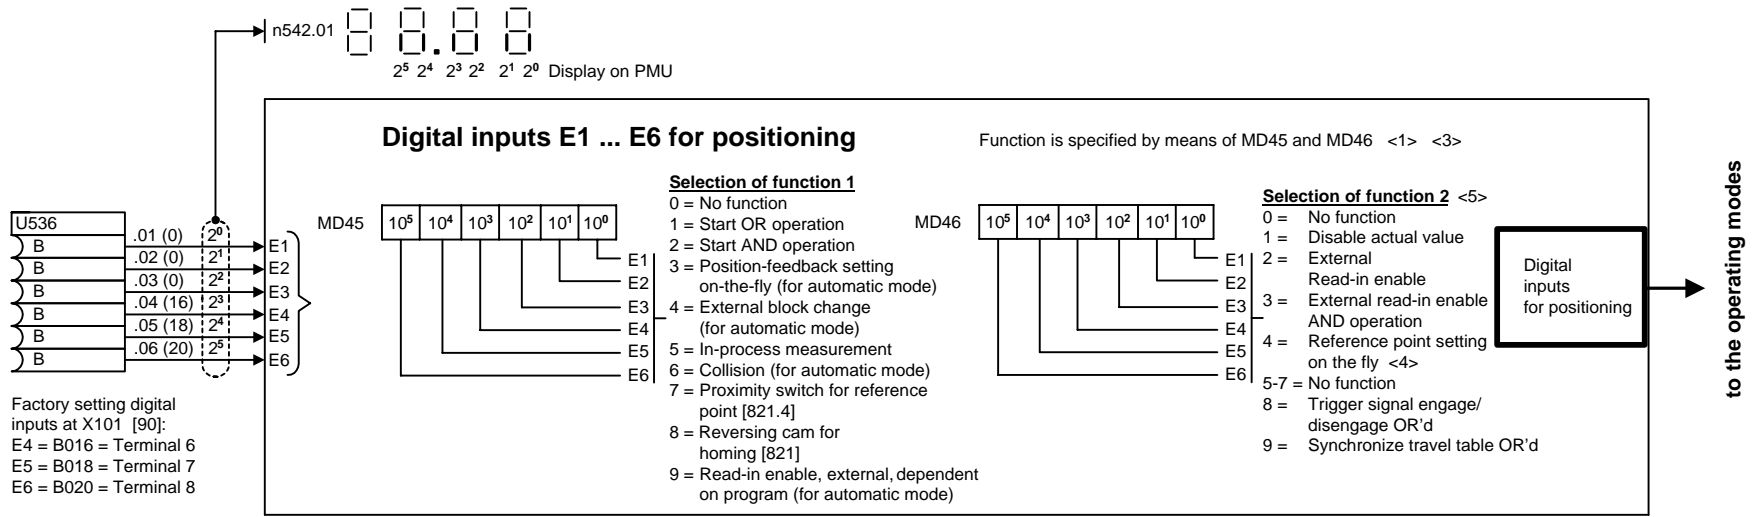 n542.01
2⁵ 2⁴ 2³ 2² 2¹ 2⁰ Display on PMU
Digital inputs E1 ... E6 for positioning
Function is specified by means of MD45 and MD46 <1> <3>
U536
B .01 (0) 2⁰ E1
B .02 (0) 2¹ E2
B .03 (0) 2² E3
B .04 (16) 2³ E4
B .05 (18) 2⁴ E5
B .06 (20) 2⁵ E6
Factory setting digital
inputs at X101 [90]:
E4 = B016 = Terminal 6
E5 = B018 = Terminal 7
E6 = B020 = Terminal 8
MD45 10⁵ 10⁴ 10³ 10² 10¹ 10⁰
E1
E2
E3
E4
E5
E6
Selection of function 1
0 = No function
1 = Start OR operation
2 = Start AND operation
3 = Position-feedback setting
on-the-fly (for automatic mode)
4 = External block change
(for automatic mode)
5 = In-process measurement
6 = Collision (for automatic mode)
7 = Proximity switch for reference
point [821.4]
8 = Reversing cam for
homing [821]
9 = Read-in enable, external, dependent
on program (for automatic mode)
MD46 10⁵ 10⁴ 10³ 10² 10¹ 10⁰
E1
E2
E3
E4
E5
E6
Selection of function 2 <5>
0 = No function
1 = Disable actual value
2 = External
Read-in enable
3 = External read-in enable
AND operation
4 = Reference point setting
on the fly <4>
5-7 = No function
8 = Trigger signal engage/
disengage OR'd
9 = Synchronize travel table OR'd
Digital
inputs
for positioning
to the operating modes